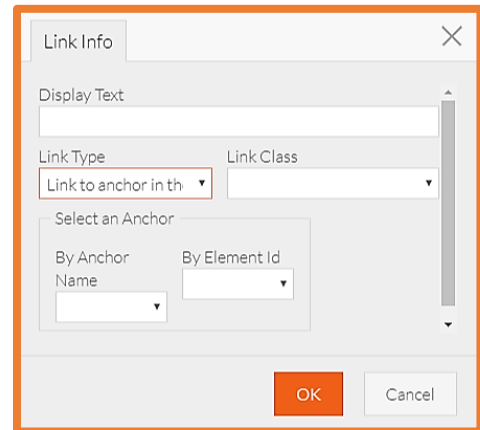 Link Info
Display Text
Link Type Link Class
Link to anchor in th
Select an Anchor
By Anchor Name By Element Id
OK Cancel